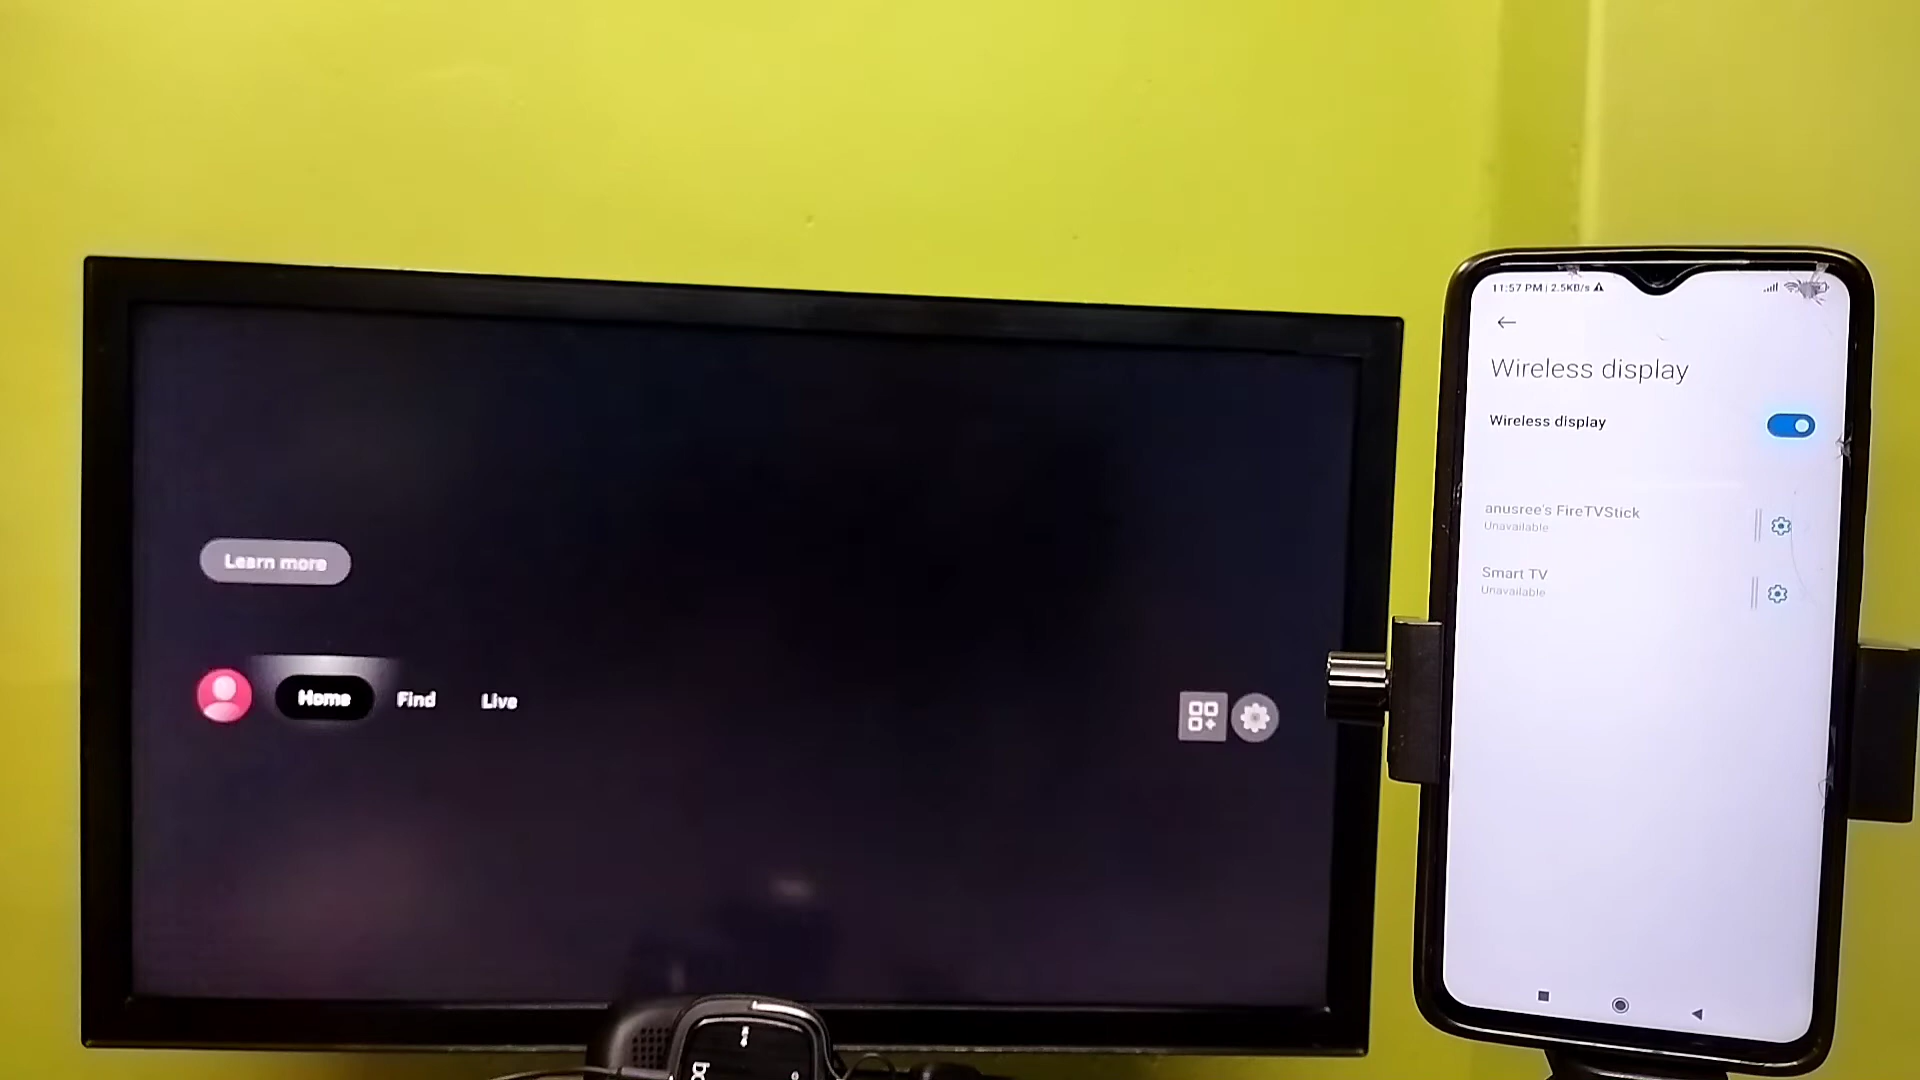 Learn more
Home
Find
Live
11:57 PM | 2.5KB/s
Wireless display
Wireless display
anusree's FireTVStick
Unavailable
Smart TV
Unavailable